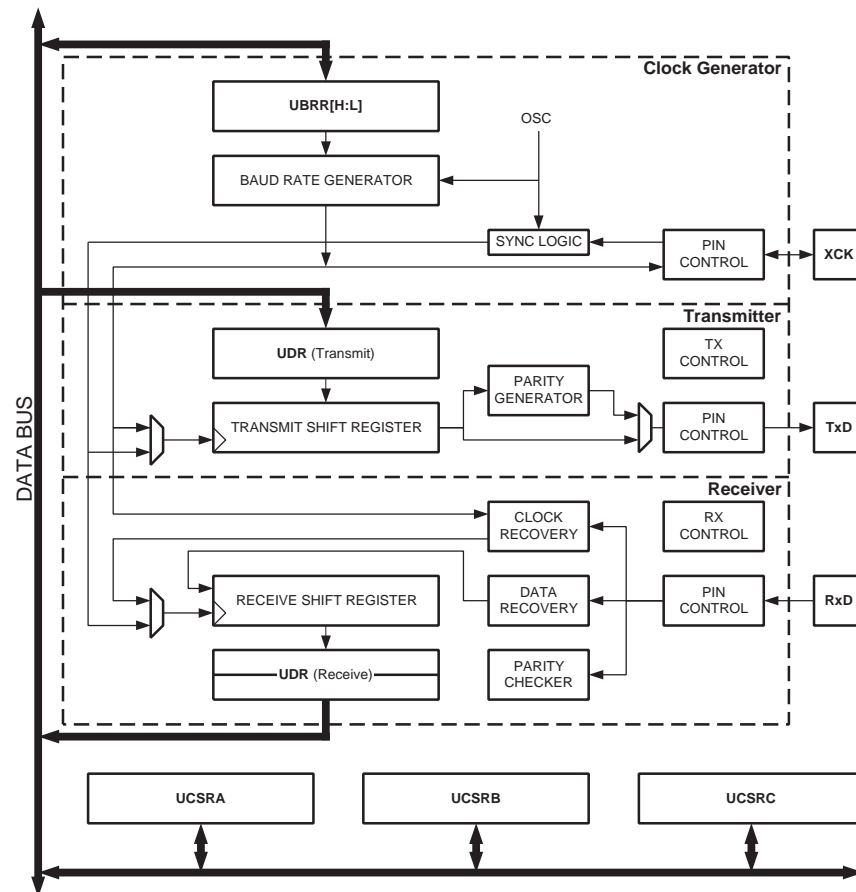 Clock Generator
UBRR[H:L]
OSC
BAUD RATE GENERATOR
SYNC LOGIC
PIN
CONTROL
XCK
Transmitter
UDR (Transmit)
TX
CONTROL
PARITY
GENERATOR
TRANSMIT SHIFT REGISTER
PIN
CONTROL
TxD
DATA BUS
Receiver
CLOCK
RECOVERY
RX
CONTROL
RECEIVE SHIFT REGISTER
DATA
RECOVERY
PIN
CONTROL
RxD
UDR (Receive)
PARITY
CHECKER
UCSRA
UCSRB
UCSRC